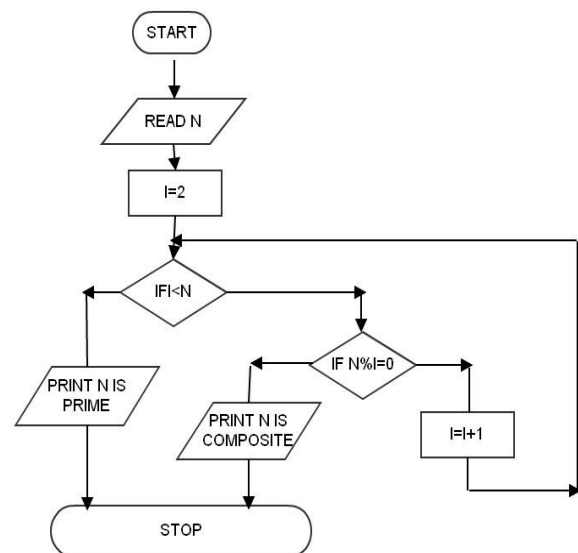 START
READ N
I=2
IFI<N
IF N%I=0
PRINT N IS
PRIME
PRINT N IS
COMPOSITE
I=I+1
STOP